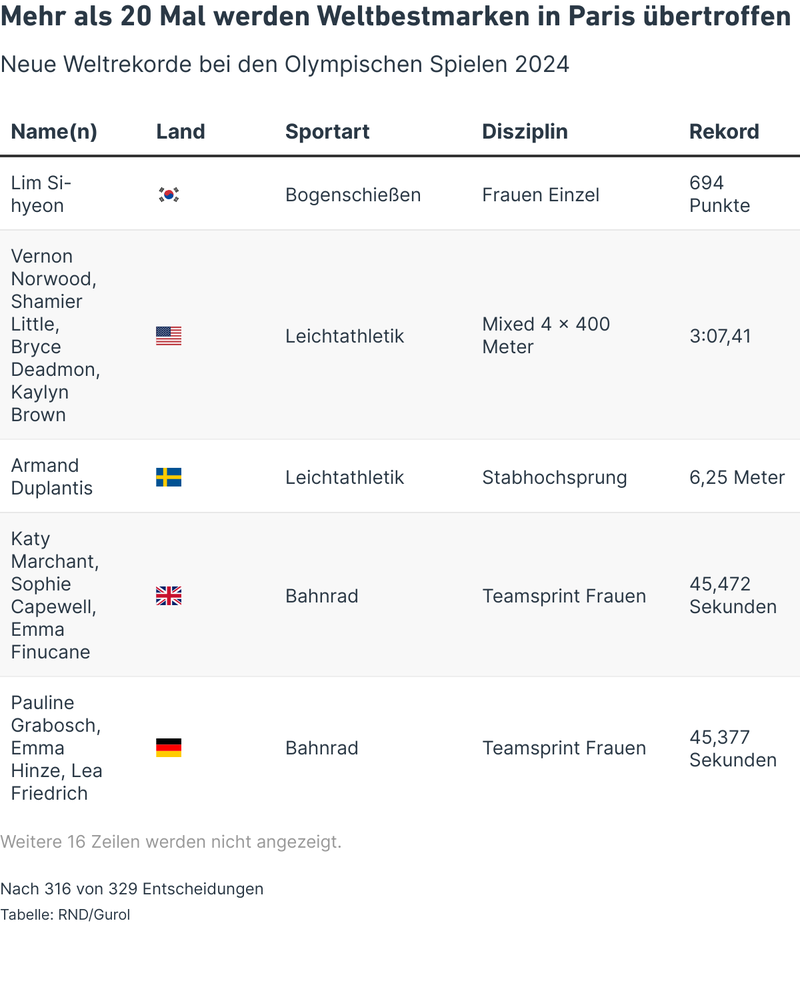 Mehr als 20 Mal werden Weltbestmarken in Paris übertroffen
Neue Weltrekorde bei den Olympischen Spielen 2024
Name(n) Land Sportart Disziplin Rekord
Lim Si-
hyeon
Bogenschießen
Frauen Einzel
694
Punkte
Vernon
Norwood,
Shamier
Little,
Bryce
Deadmon,
Kaylyn
Brown
Leichtathletik
Mixed 4 × 400
Meter
3:07,41
Armand
Duplantis
Leichtathletik
Stabhochsprung
6,25 Meter
Katy
Marchant,
Sophie
Capewell,
Emma
Finucane
Bahnrad
Teamsprint Frauen
45,472
Sekunden
Pauline
Grabosch,
Emma
Hinze, Lea
Friedrich
Bahnrad
Teamsprint Frauen
45,377
Sekunden
Weitere 16 Zeilen werden nicht angezeigt.
Nach 316 von 329 Entscheidungen
Tabelle: RND/Gurol